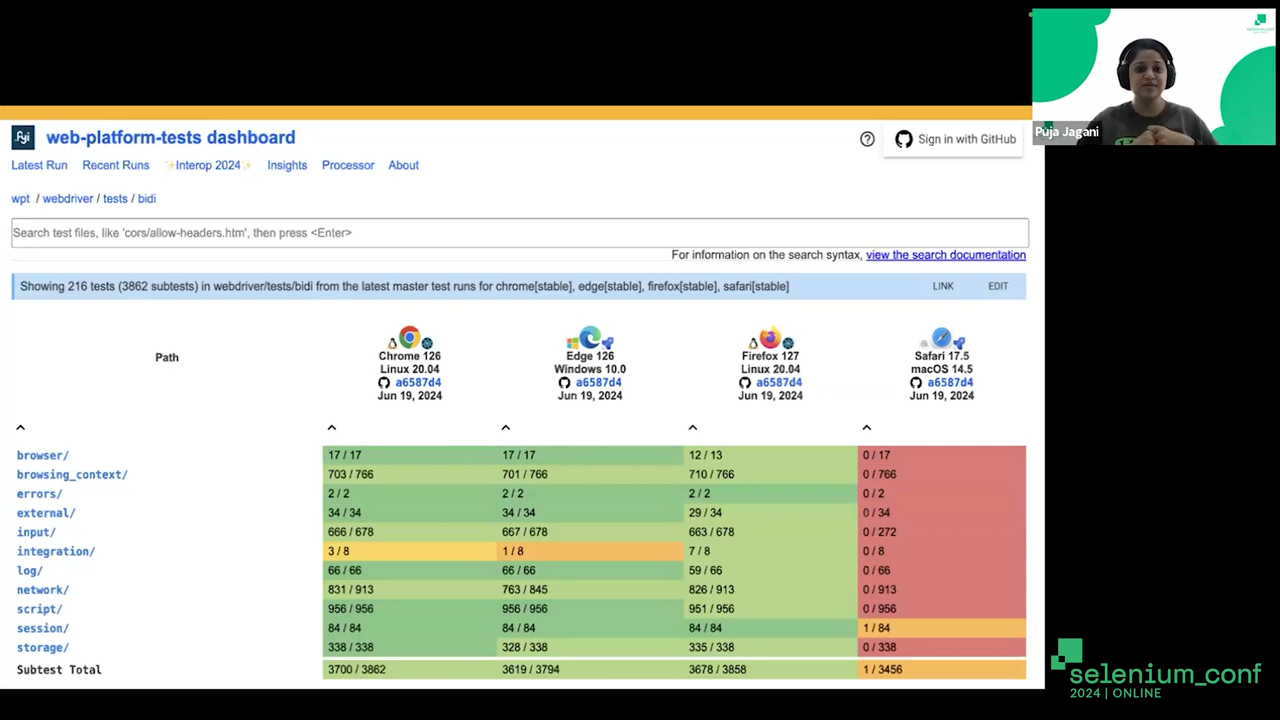 Puja Jagani
web-platform-tests dashboard
Sign in with GitHub
Latest Run Recent Runs ✨Interop 2024✨ Insights Processor About
wpt / webdriver / tests / bidi
Search test files, like 'cors/allow-headers.htm', then press <Enter>
For information on the search syntax, view the search documentation
Showing 216 tests (3862 subtests) in webdriver/tests/bidi from the latest master test runs for chrome[stable], edge[stable], firefox[stable], safari[stable] LINK EDIT
Path
Chrome 126 Edge 126 Firefox 127 Safari 17.5
Linux 20.04 Windows 10.0 Linux 20.04 macOS 14.5
a6587d4 a6587d4 a6587d4 a6587d4
Jun 19, 2024 Jun 19, 2024 Jun 19, 2024 Jun 19, 2024
browser/ 17 / 17 17 / 17 12 / 13 0 / 17
browsing_context/ 703 / 766 701 / 766 710 / 766 0 / 766
errors/ 2 / 2 2 / 2 2 / 2 0 / 2
external/ 34 / 34 34 / 34 29 / 34 0 / 34
input/ 666 / 678 667 / 678 663 / 678 0 / 272
integration/ 3 / 8 1 / 8 7 / 8 0 / 8
log/ 66 / 66 66 / 66 59 / 66 0 / 66
network/ 831 / 913 763 / 845 826 / 913 0 / 913
script/ 956 / 956 956 / 956 951 / 956 0 / 956
session/ 84 / 84 84 / 84 84 / 84 1 / 84
storage/ 338 / 338 328 / 338 335 / 338 0 / 338
Subtest Total 3700 / 3862 3619 / 3794 3678 / 3858 1 / 3456
selenium_conf
2024 | ONLINE